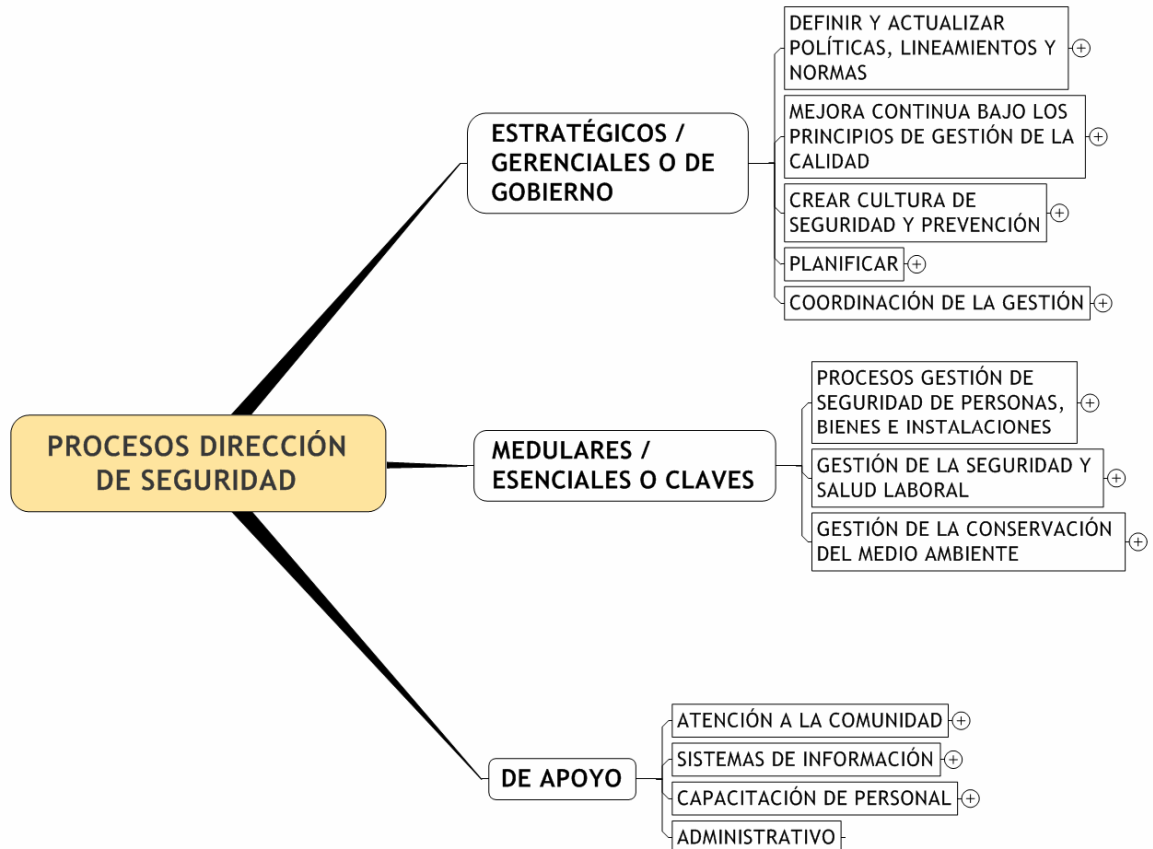 DEFINIR Y ACTUALIZAR
POLÍTICAS, LINEAMIENTOS Y
NORMAS
ESTRATÉGICOS /
GERENCIALES O DE
GOBIERNO
MEJORA CONTINUA BAJO LOS
PRINCIPIOS DE GESTIÓN DE LA
CALIDAD
CREAR CULTURA DE
SEGURIDAD Y PREVENCIÓN
PLANIFICAR
COORDINACIÓN DE LA GESTIÓN
PROCESOS DIRECCIÓN
DE SEGURIDAD
MEDULARES /
ESENCIALES O CLAVES
PROCESOS GESTIÓN DE
SEGURIDAD DE PERSONAS,
BIENES E INSTALACIONES
GESTIÓN DE LA SEGURIDAD Y
SALUD LABORAL
GESTIÓN DE LA CONSERVACIÓN
DEL MEDIO AMBIENTE
DE APOYO
ATENCIÓN A LA COMUNIDAD
SISTEMAS DE INFORMACIÓN
CAPACITACIÓN DE PERSONAL
ADMINISTRATIVO